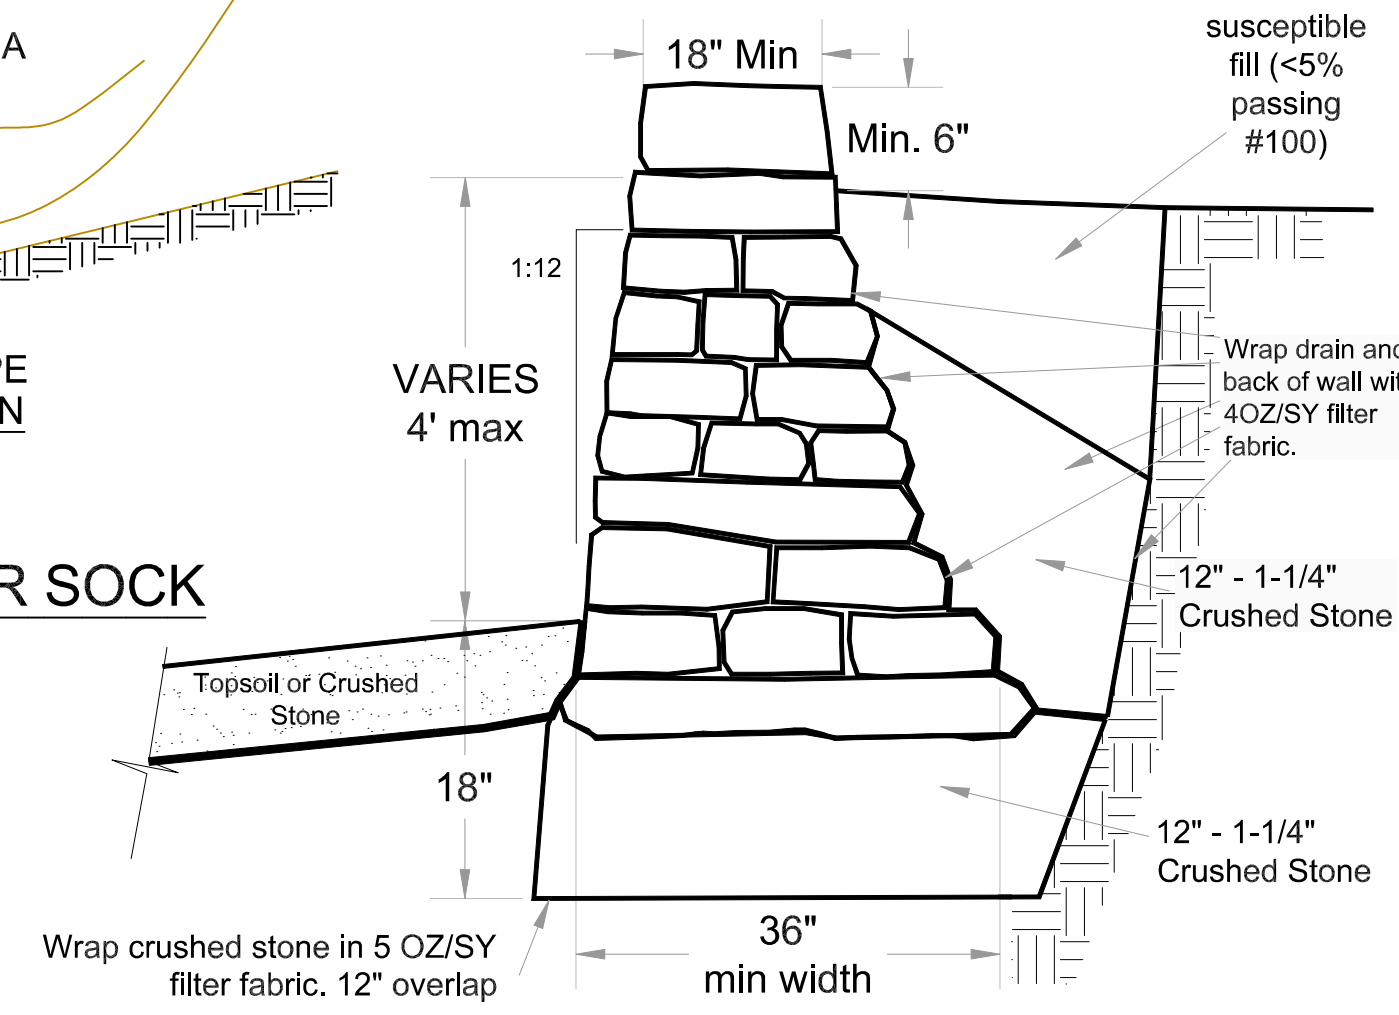 A
18" Min
susceptible
fill (<5%
passing
#100)
Min. 6"
1:12
VARIES
4' max
Wrap drain and
back of wall wit
4OZ/SY filter
fabric.
PE
N
R SOCK
12" - 1-1/4"
Crushed Stone
Topsoil or Crushed
Stone
18"
12" - 1-1/4"
Crushed Stone
36"
min width
Wrap crushed stone in 5 OZ/SY
filter fabric. 12" overlap